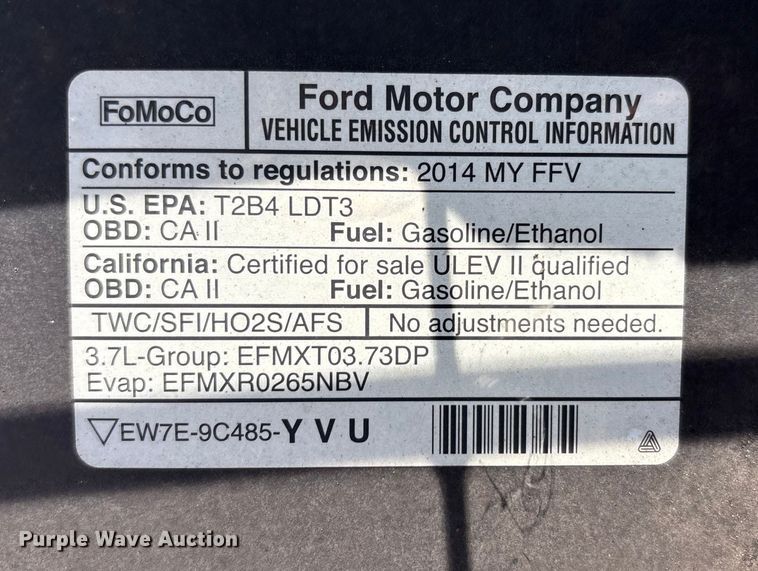 FoMoCo
Ford Motor Company
VEHICLE EMISSION CONTROL INFORMATION
Conforms to regulations: 2014 MY FFV
U.S. EPA: T2B4 LDT3
OBD: CA II Fuel: Gasoline/Ethanol
California: Certified for sale ULEV II qualified
OBD: CA II Fuel: Gasoline/Ethanol
TWC/SFI/HO2S/AFS No adjustments needed.
3.7L-Group: EFMXT03.73DP
Evap: EFMXR0265NBV
EW7E-9C485-Y V U
Purple Wave Auction